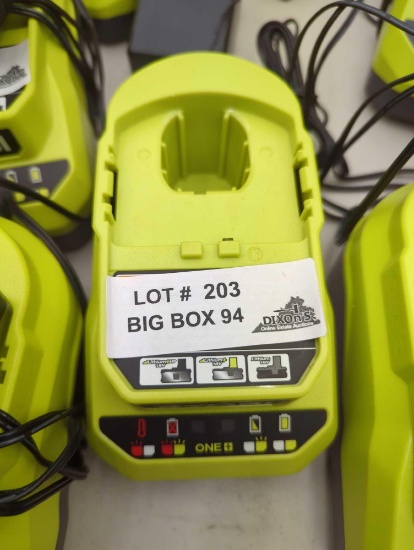 LOT # 203
BIG BOX 94
DIXON'S
Online Estate Auctions
ONE+